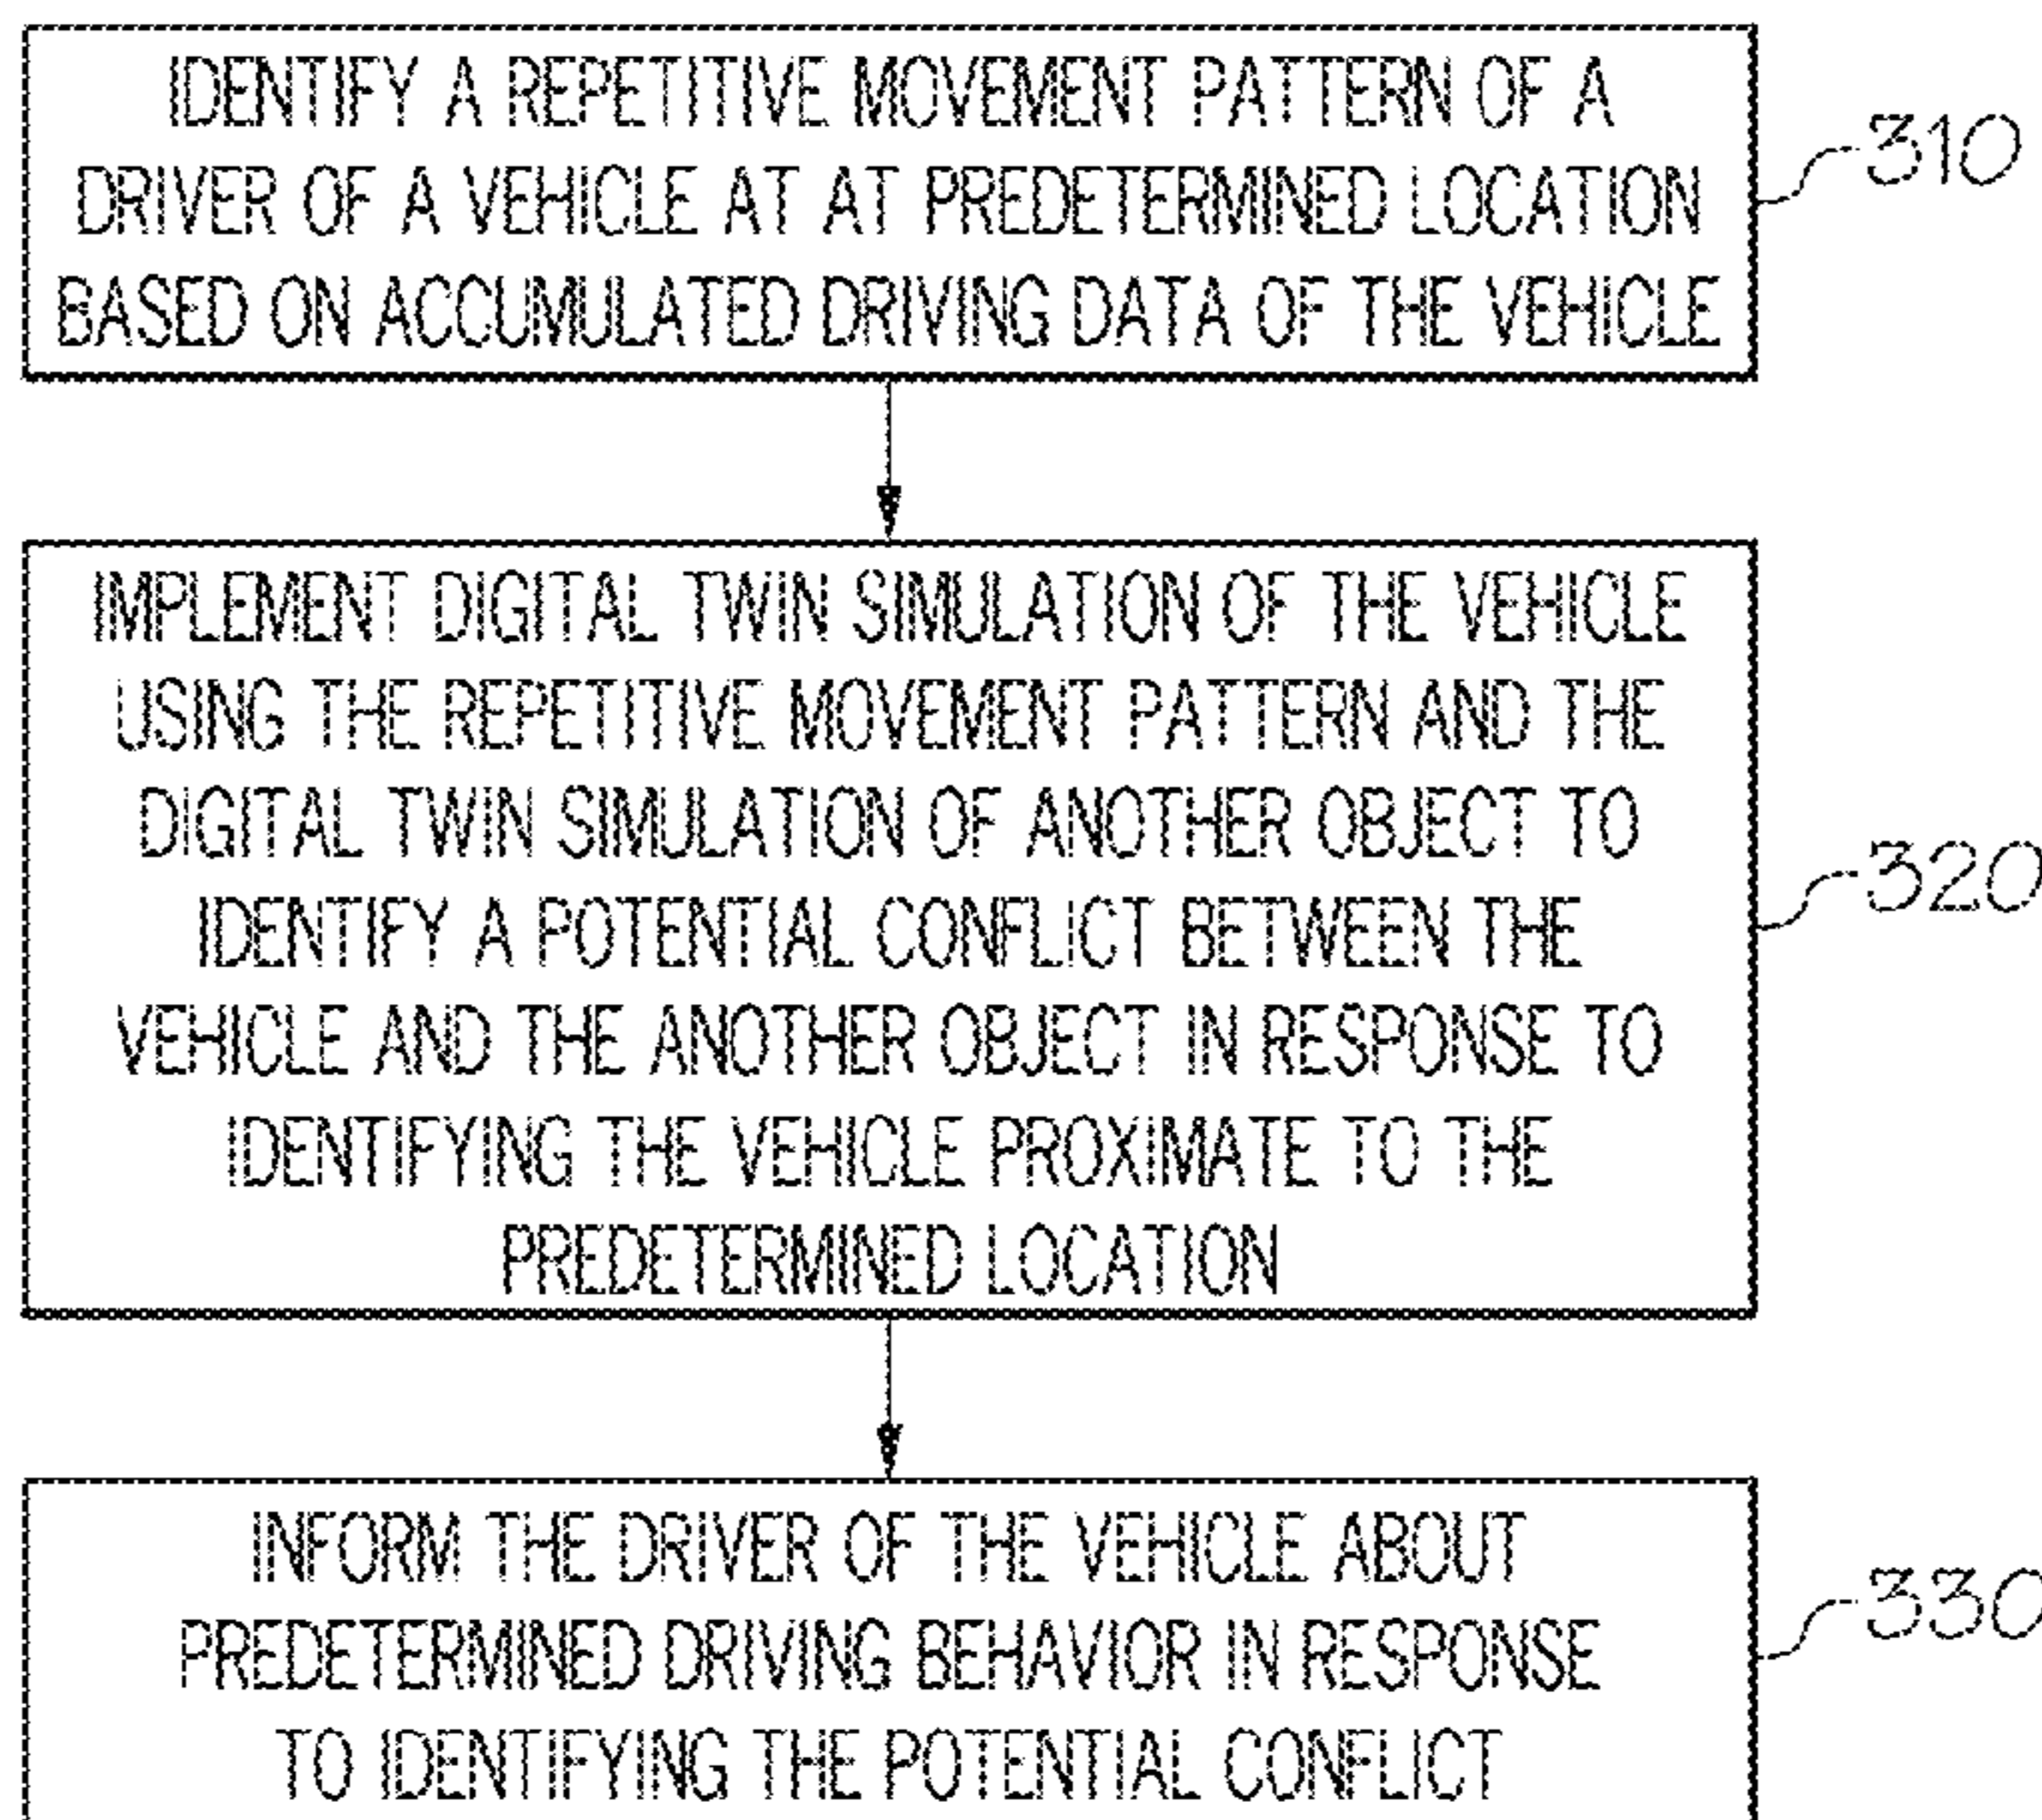 IDENTIFY A REPETITIVE MOVEMENT PATTERN OF A
DRIVER OF A VEHICLE AT AT PREDETERMINED LOCATION
BASED ON ACCUMULATED DRIVING DATA OF THE VEHICLE
310
IMPLEMENT DIGITAL TWIN SIMULATION OF THE VEHICLE
USING THE REPETITIVE MOVEMENT PATTERN AND THE
DIGITAL TWIN SIMULATION OF ANOTHER OBJECT TO
IDENTIFY A POTENTIAL CONFLICT BETWEEN THE
VEHICLE AND THE ANOTHER OBJECT IN RESPONSE TO
IDENTIFYING THE VEHICLE PROXIMATE TO THE
PREDETERMINED LOCATION
320
INFORM THE DRIVER OF THE VEHICLE ABOUT
PREDETERMINED DRIVING BEHAVIOR IN RESPONSE
TO IDENTIFYING THE POTENTIAL CONFLICT
330